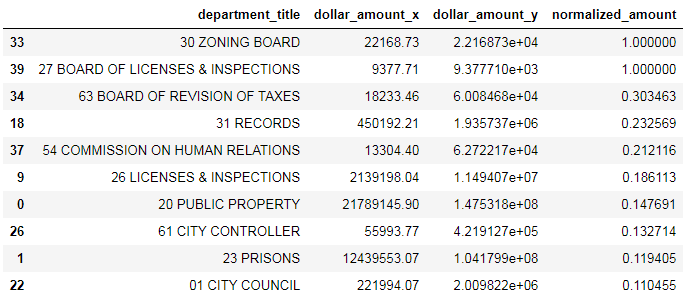 department_title dollar_amount_x dollar_amount_y normalized_amount
33 30 ZONING BOARD 22168.73 2.216873e+04 1.000000
39 27 BOARD OF LICENSES & INSPECTIONS 9377.71 9.377710e+03 1.000000
34 63 BOARD OF REVISION OF TAXES 18233.46 6.008468e+04 0.303463
18 31 RECORDS 450192.21 1.935737e+06 0.232569
37 54 COMMISSION ON HUMAN RELATIONS 13304.40 6.272217e+04 0.212116
9 26 LICENSES & INSPECTIONS 2139198.04 1.149407e+07 0.186113
0 20 PUBLIC PROPERTY 21789145.90 1.475318e+08 0.147691
26 61 CITY CONTROLLER 55993.77 4.219127e+05 0.132714
1 23 PRISONS 12439553.07 1.041799e+08 0.119405
22 01 CITY COUNCIL 221994.07 2.009822e+06 0.110455